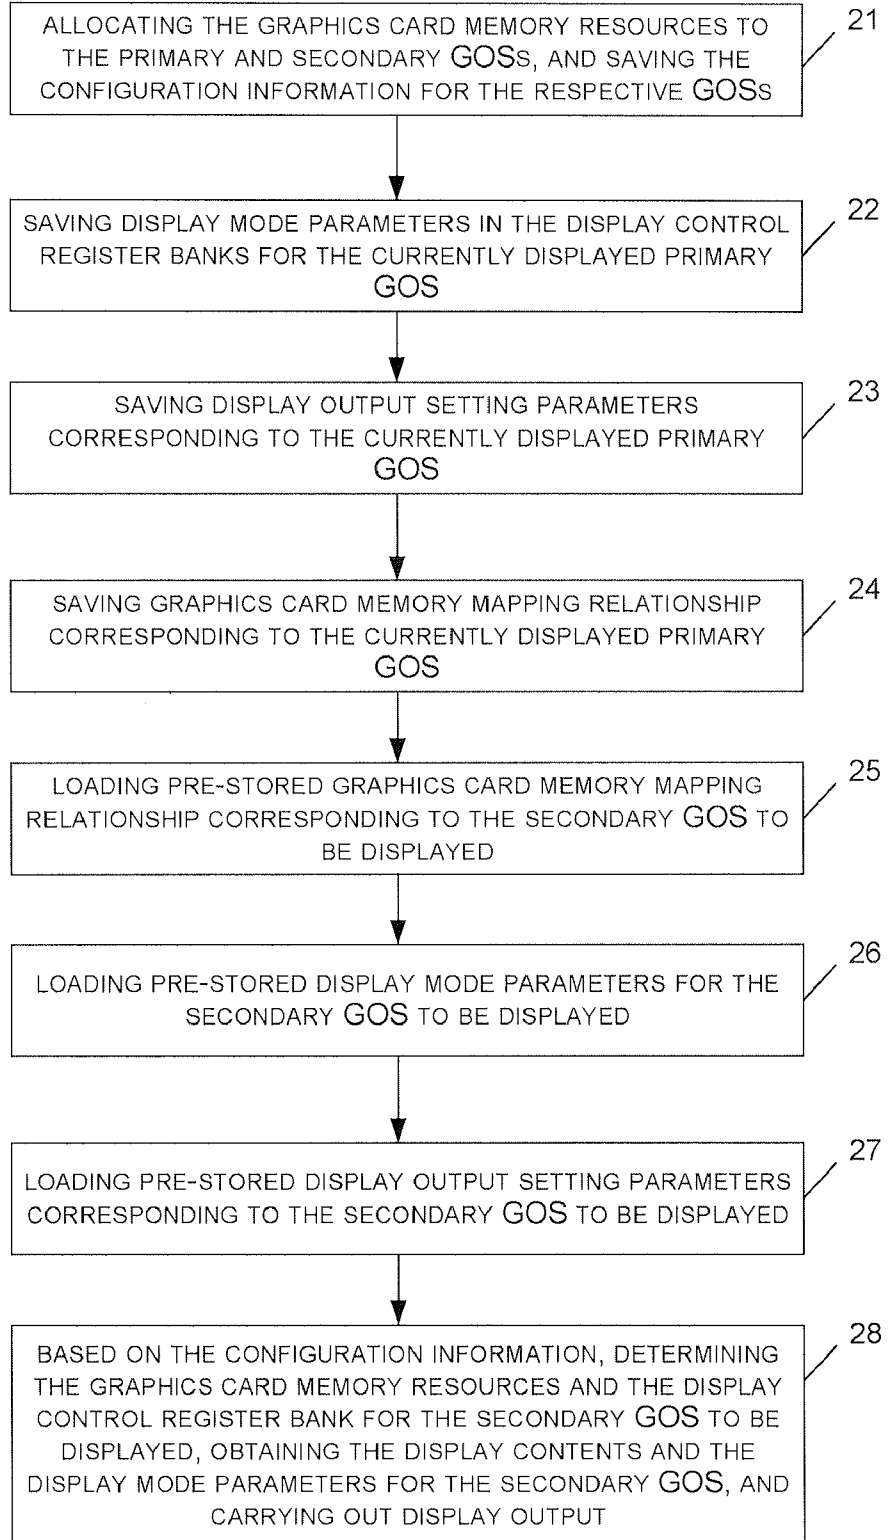 ALLOCATING THE GRAPHICS CARD MEMORY RESOURCES TO
THE PRIMARY AND SECONDARY GOSS, AND SAVING THE
CONFIGURATION INFORMATION FOR THE RESPECTIVE GOSS
21
SAVING DISPLAY MODE PARAMETERS IN THE DISPLAY CONTROL
REGISTER BANKS FOR THE CURRENTLY DISPLAYED PRIMARY
GOS
22
SAVING DISPLAY OUTPUT SETTING PARAMETERS
CORRESPONDING TO THE CURRENTLY DISPLAYED PRIMARY
GOS
23
SAVING GRAPHICS CARD MEMORY MAPPING RELATIONSHIP
CORRESPONDING TO THE CURRENTLY DISPLAYED PRIMARY
GOS
24
LOADING PRE-STORED GRAPHICS CARD MEMORY MAPPING
RELATIONSHIP CORRESPONDING TO THE SECONDARY GOS TO
BE DISPLAYED
25
LOADING PRE-STORED DISPLAY MODE PARAMETERS FOR THE
SECONDARY GOS TO BE DISPLAYED
26
LOADING PRE-STORED DISPLAY OUTPUT SETTING PARAMETERS
CORRESPONDING TO THE SECONDARY GOS TO BE DISPLAYED
27
BASED ON THE CONFIGURATION INFORMATION, DETERMINING
THE GRAPHICS CARD MEMORY RESOURCES AND THE DISPLAY
CONTROL REGISTER BANK FOR THE SECONDARY GOS TO BE
DISPLAYED, OBTAINING THE DISPLAY CONTENTS AND THE
DISPLAY MODE PARAMETERS FOR THE SECONDARY GOS, AND
CARRYING OUT DISPLAY OUTPUT
28